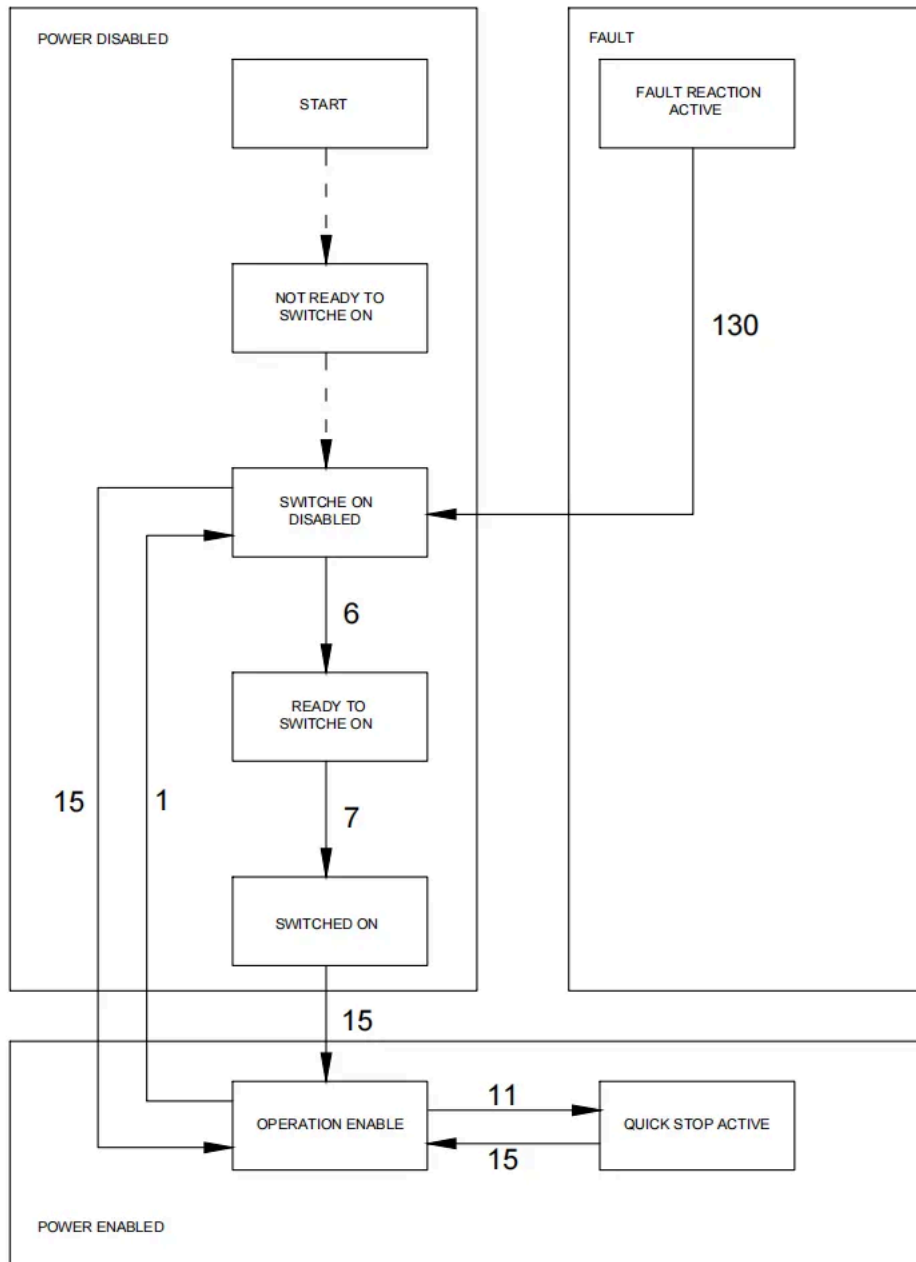 POWER DISABLED
FAULT
START
FAULT REACTION
ACTIVE
NOT READY TO
SWITCHE ON
130
SWITCHE ON
DISABLED
6
READY TO
SWITCHE ON
15
1
7
SWITCHED ON
15
OPERATION ENABLE
11
15
QUICK STOP ACTIVE
POWER ENABLED